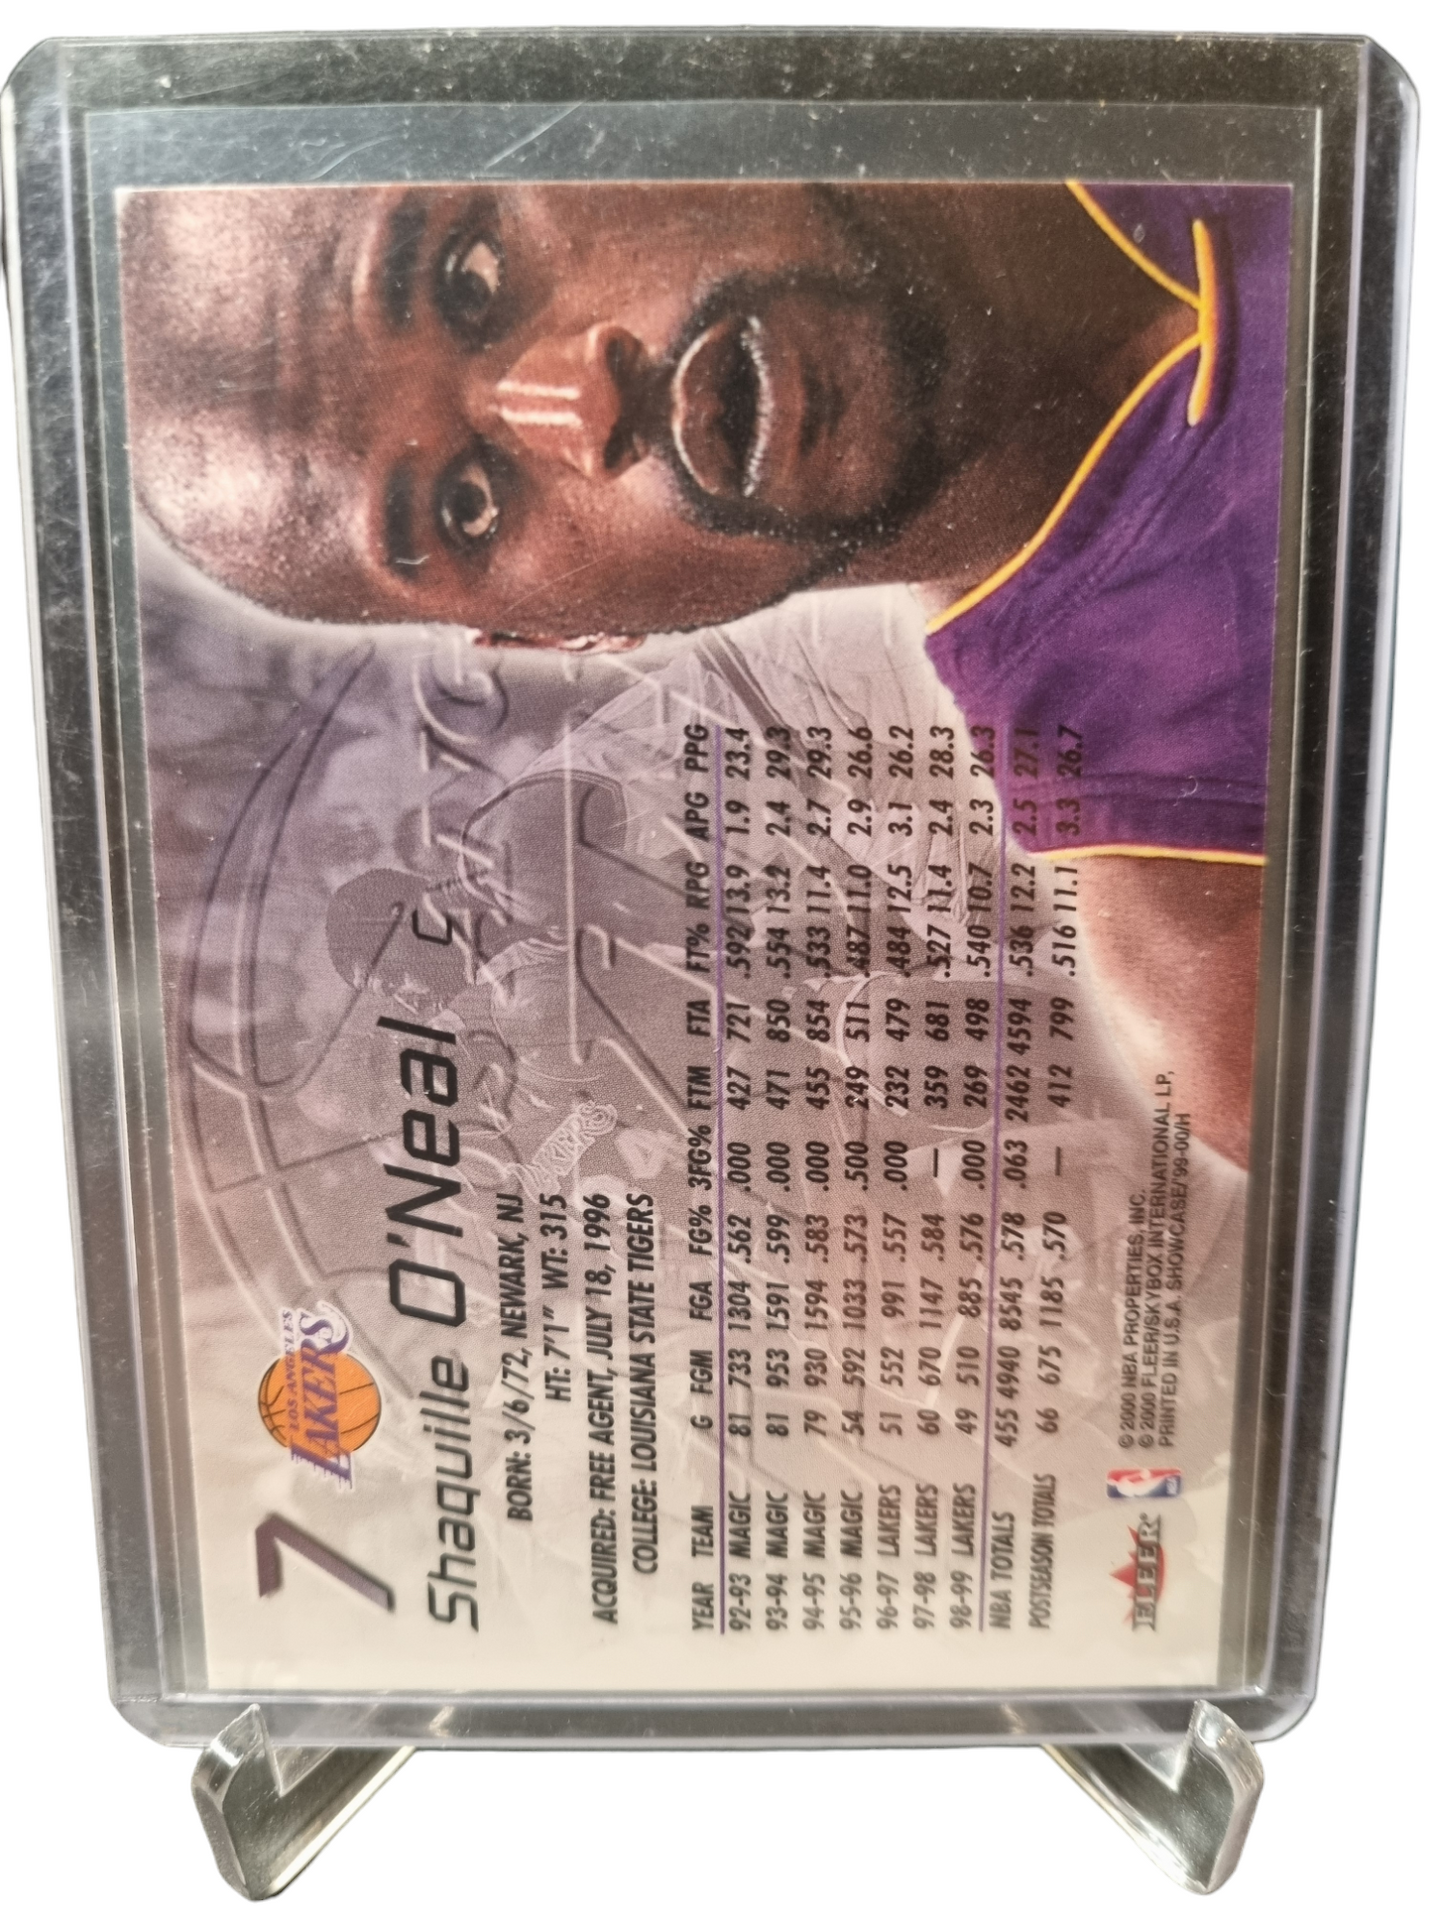 7
LOS ANGELES
LAKERS
Shaquille O'Neal C
BORN: 3/6/72, NEWARK, NJ
HT: 7'1" WT: 315
ACQUIRED: FREE AGENT, JULY 18, 1996
COLLEGE: LOUISIANA STATE TIGERS
YEAR TEAM G FGM FGA FG% 3FG% FTM FTA FT% RPG APG PPG
92-93 MAGIC 81 733 1304 .562 .000 427 721 .592 13.9 1.9 23.4
93-94 MAGIC 81 953 1591 .599 .000 471 850 .554 13.2 2.4 29.3
94-95 MAGIC 79 930 1594 .583 .000 455 854 .533 11.4 2.7 29.3
95-96 MAGIC 54 592 1033 .573 .500 249 511 .487 11.0 2.9 26.6
96-97 LAKERS 51 552 991 .557 .000 232 479 .484 12.5 3.1 26.2
97-98 LAKERS 60 670 1147 .584 — 359 681 .527 11.4 2.4 28.3
98-99 LAKERS 49 510 885 .576 .000 269 498 .540 10.7 2.3 26.3
NBA TOTALS 455 4940 8545 .578 .063 2462 4594 .536 12.2 2.5 27.1
POSTSEASON TOTALS 66 675 1185 .570 — 412 799 .516 11.1 3.3 26.7
FLEER®
© 2000 NBA PROPERTIES, INC.
© 2000 FLEER/SKYBOX INTERNATIONAL LP,
PRINTED IN U.S.A. SHOWCASE/'99-00/H